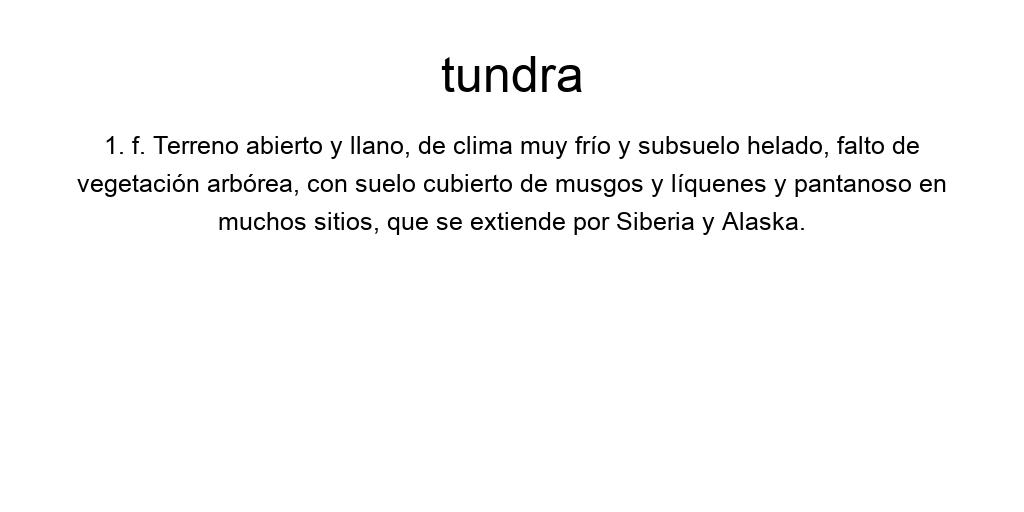 tundra
1. f. Terreno abierto y llano, de clima muy frío y subsuelo helado, falto de
vegetación arbórea, con suelo cubierto de musgos y líquenes y pantanoso en
muchos sitios, que se extiende por Siberia y Alaska.